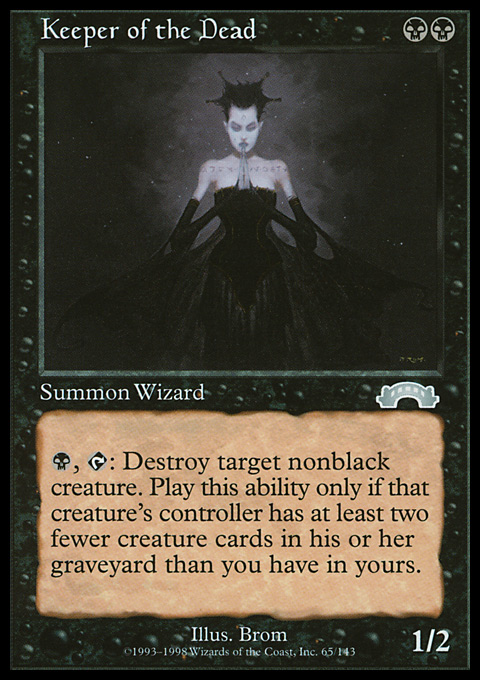 Keeper of the Dead
Summon Wizard
: Destroy target nonblack
creature. Play this ability only if that
creature's controller has at least two
fewer creature cards in his or her
graveyard than you have in yours.
Illus. Brom
1/2
©1993–1998 Wizards of the Coast, Inc. 65/143